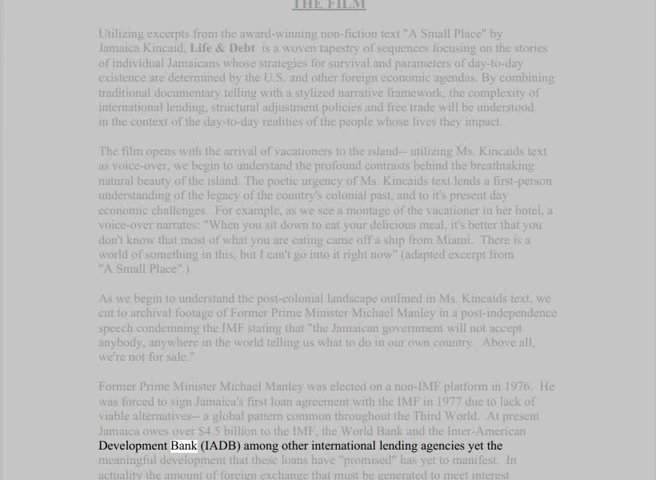 THE FILM
Utilizing excerpts from the award-winning non-fiction text "A Small Place" by
Jamaica Kincaid, Life & Debt is a woven tapestry of sequences focusing on the stories
of individual Jamaicans whose strategies for survival and parameters of day-to-day
existence are determined by the U.S. and other foreign economic agendas. By combining
traditional documentary telling with a stylized narrative framework, the complexity of
international lending, structural adjustment policies and free trade will be understood
in the context of the day-to-day realities of the people whose lives they impact.
The film opens with the arrival of vacationers to the island-- utilizing Ms. Kincaids text
as voice-over, we begin to understand the profound contrasts behind the breathtaking
natural beauty of the island. The poetic urgency of Ms. Kincaids text lends a first-person
understanding of the legacy of the country's colonial past, and to it's present day
economic challenges. For example, as we see a montage of the vacationer in her hotel, a
voice-over narrates: "When you sit down to eat your delicious meal, it's better that you
don't know that most of what you are eating came off a ship from Miami. There is a
world of something in this, but I can't go into it right now" (adapted excerpt from
"A Small Place".)
As we begin to understand the post-colonial landscape outlined in Ms. Kincaids text, we
cut to archival footage of Former Prime Minister Michael Manley in a post-independence
speech condemning the IMF stating that "the Jamaican government will not accept
anybody, anywhere in the world telling us what to do in our own country. Above all,
we're not for sale."
Former Prime Minister Michael Manley was elected on a non-IMF platform in 1976. He
was forced to sign Jamaica's first loan agreement with the IMF in 1977 due to lack of
viable alternatives-- a global pattern common throughout the Third World. At present
Jamaica owes over $4.5 billion to the IMF, the World Bank and the Inter-American
Development Bank (IADB) among other international lending agencies yet the
meaningful development that these loans have "promised" has yet to manifest. In
actuality the amount of foreign exchange that must be generated to meet interest